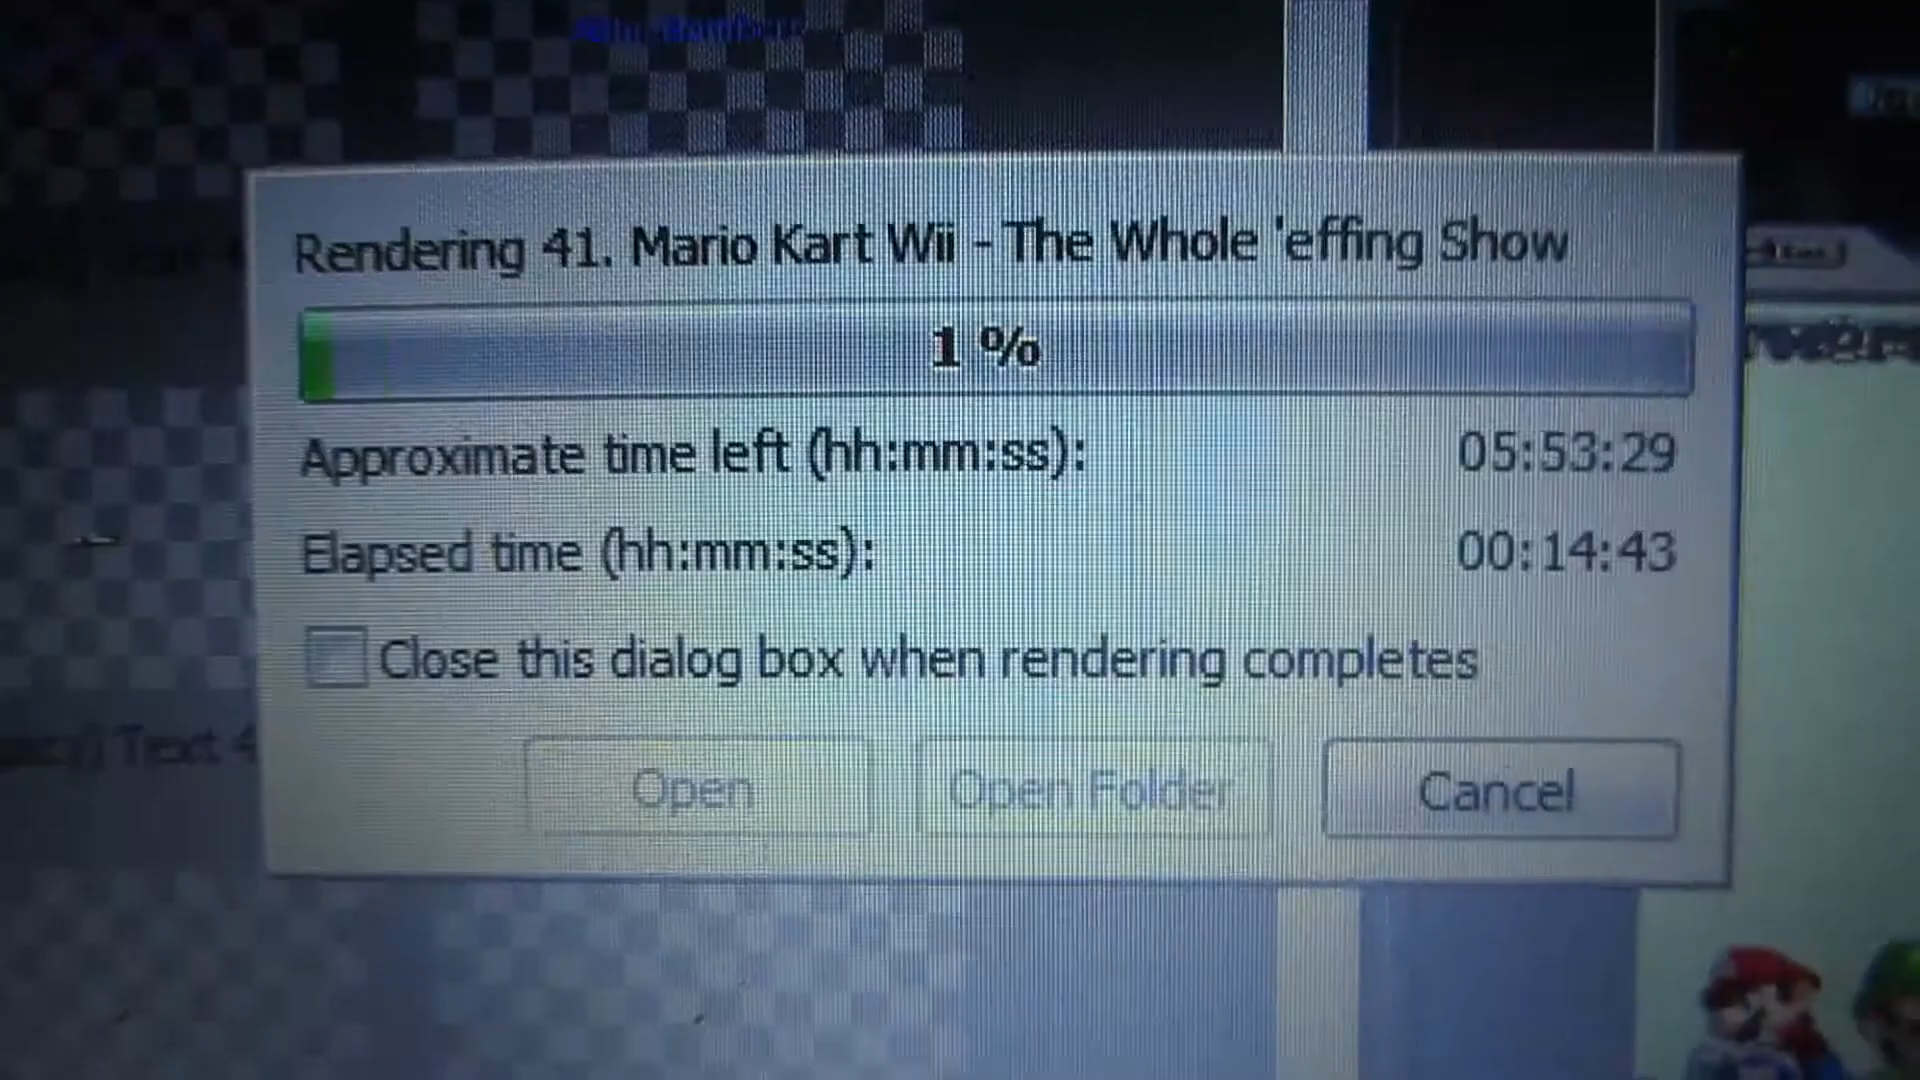 Rendering 41. Mario Kart Wii - The Whole 'effing Show
1 %
Approximate time left (hh:mm:ss): 05:53:29
Elapsed time (hh:mm:ss): 00:14:43
Close this dialog box when rendering completes
Text 4
Open Open Folder Cancel